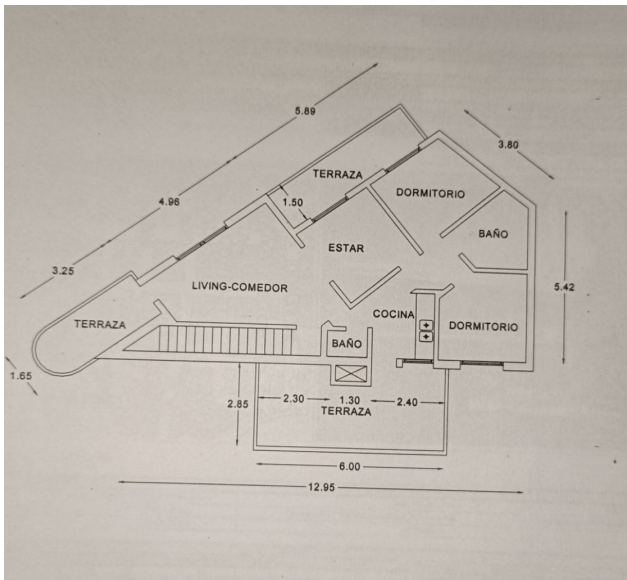 5.89
3.80
TERRAZA
DORMITORIO
4.96
1.50
BAÑO
ESTAR
3.25
LIVING-COMEDOR
5.42
COCINA
TERRAZA
DORMITORIO
BAÑO
1.65
2.85
2.30
1.30
2.40
TERRAZA
6.00
12.95